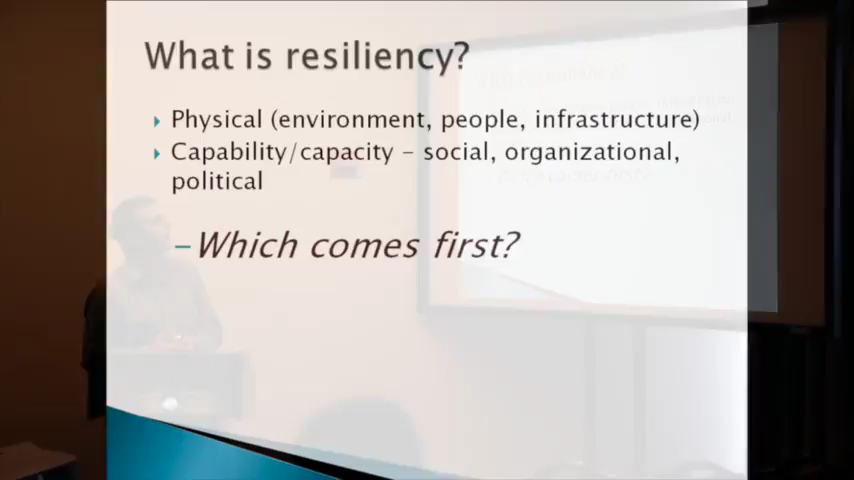 What is resiliency?
Physical (environment, people, infrastructure)
Capability/capacity – social, organizational,
political
–Which comes first?